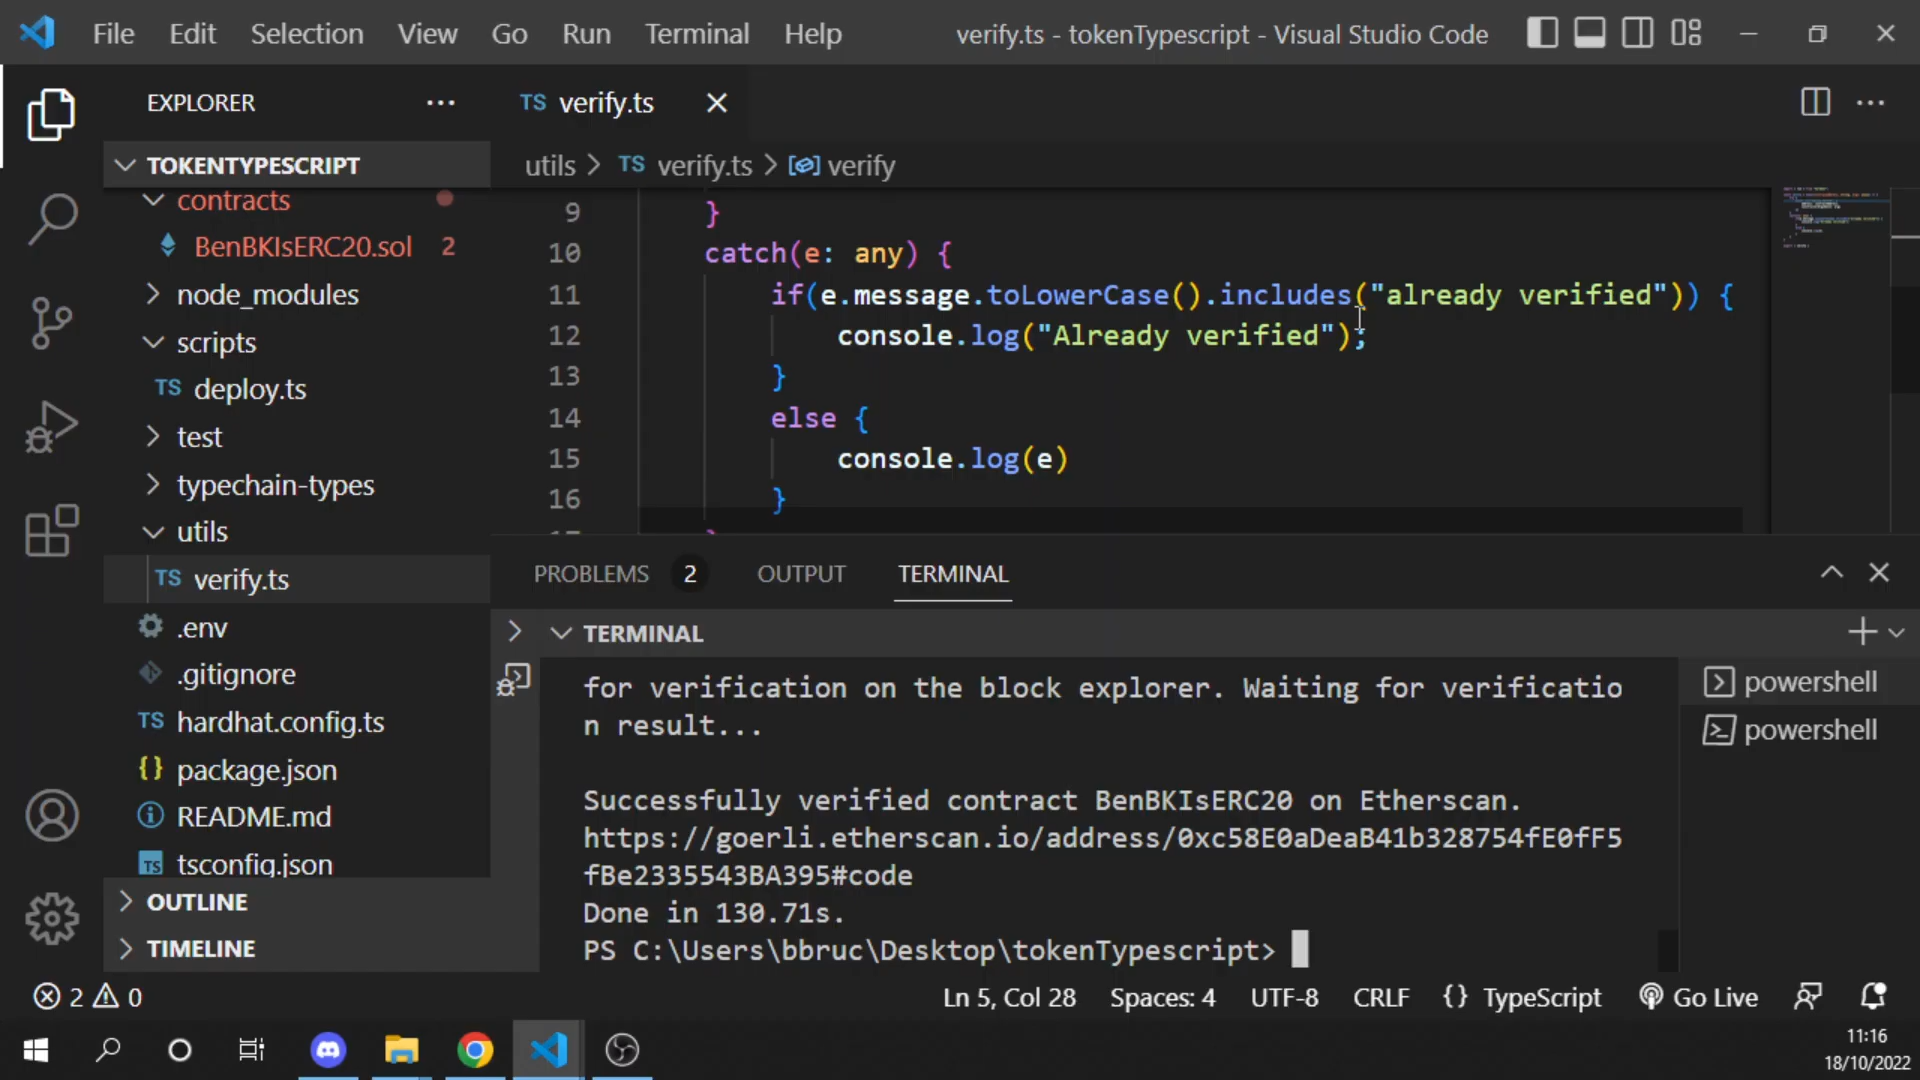 File Edit Selection View Go Run Terminal Help verify.ts - tokenTypescript - Visual Studio Code
EXPLORER
TS verify.ts
TOKENTYPESCRIPT
utils > TS verify.ts > verify
contracts
BenBKIsERC20.sol 2
node_modules
scripts
TS deploy.ts
test
typechain-types
utils
TS verify.ts
.env
.gitignore
TS hardhat.config.ts
{} package.json
README.md
TS tsconfig.json
OUTLINE
TIMELINE
9 }
10 catch(e: any) {
11 if(e.message.toLowerCase().includes("already verified")) {
12 console.log("Already verified");
13 }
14 else {
15 console.log(e)
16 }
PROBLEMS 2 OUTPUT TERMINAL
TERMINAL
for verification on the block explorer. Waiting for verificatio
n result...
Successfully verified contract BenBKIsERC20 on Etherscan.
https://goerli.etherscan.io/address/0xc58E0aDeaB41b328754fE0fF5
fBe2335543BA395#code
Done in 130.71s.
PS C:\Users\bbruc\Desktop\tokenTypescript>
powershell
powershell
2 0 Ln 5, Col 28 Spaces: 4 UTF-8 CRLF {} TypeScript Go Live
11:16
18/10/2022